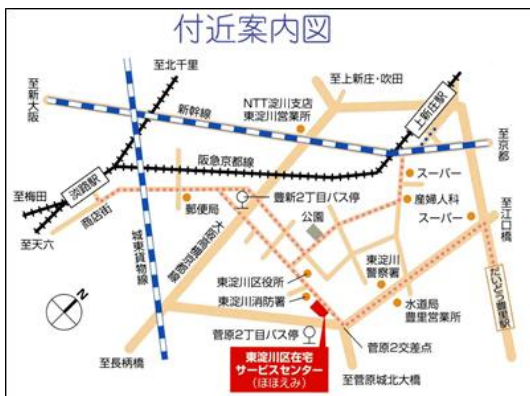 付近案内図
至北千里
至上新庄・吹田
至新大阪
新幹線
NTT淀川支店
東淀川営業所
上新庄駅
至京都
阪急京都線
スーパー
淡路駅
至梅田
商店街
郵便局
豊新2丁目バス停
産婦人科
公園
スーパー
至江口橋
至天六
城東貨物線
大阪高槻京都線
東淀川
警察署
東淀川区役所
だいどう豊里駅
N
東淀川消防署
水道局
豊里営業所
菅原2丁目バス停
至長柄橋
菅原2交差点
東淀川区在宅
サービスセンター
(ほほえみ)
至菅原城北大橋